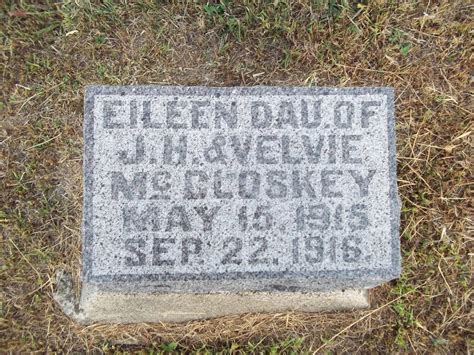 EILEEN DAU. OF
J.H. & VELVIE
McCLOSKEY
MAY 15, 1915
SEP. 22, 1916.